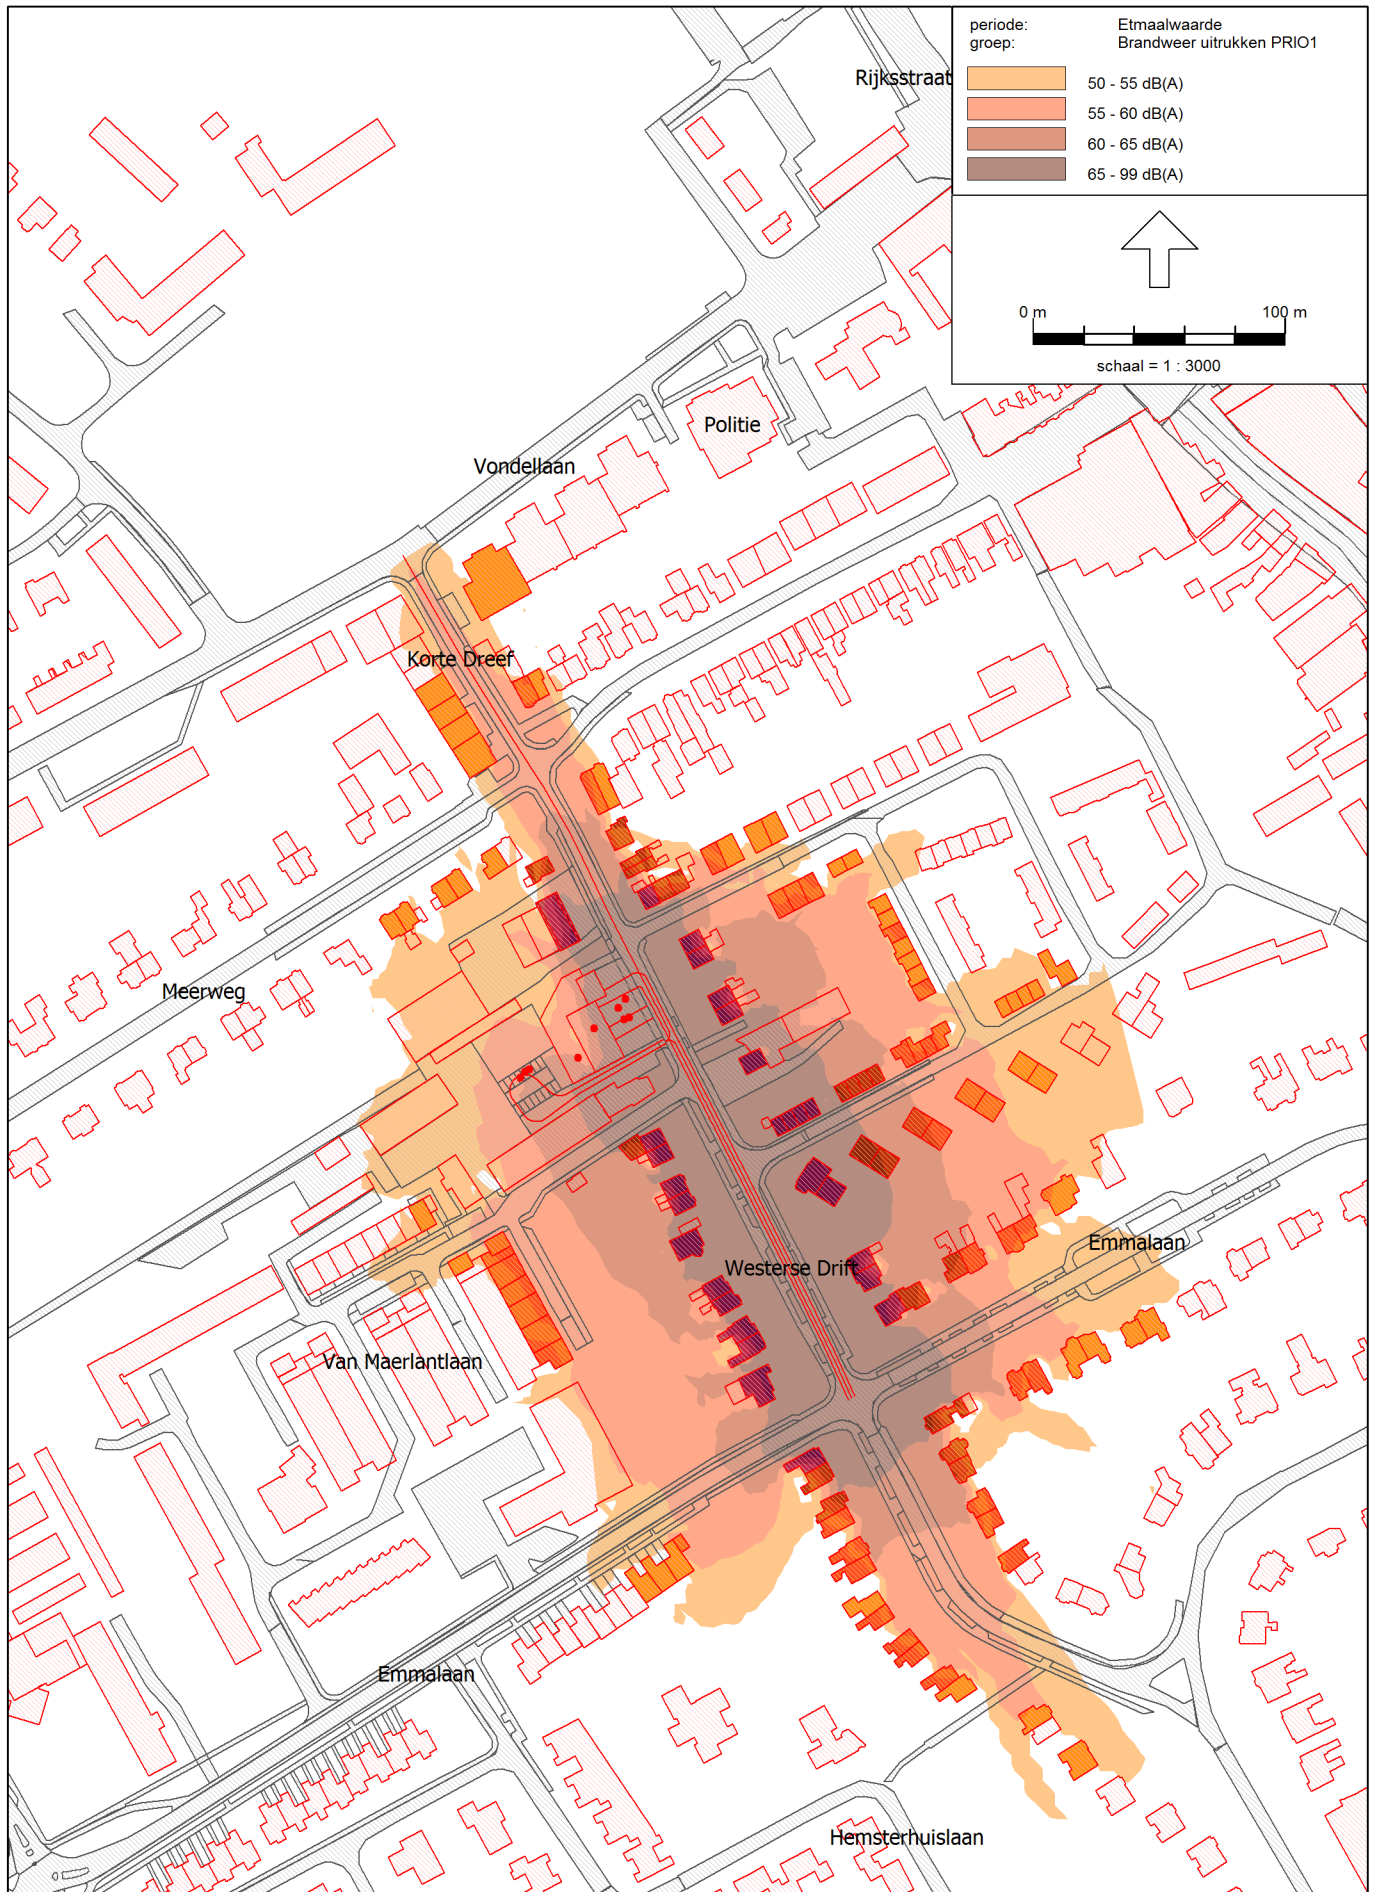 periode: Etmaalwaarde
groep: Brandweer uitrukken PRIO1
50 - 55 dB(A)
55 - 60 dB(A)
60 - 65 dB(A)
65 - 99 dB(A)
0 m 100 m
schaal = 1 : 3000
Rijksstraat
Politie
Vondellaan
Korte Dreef
Meerweg
Emmalaan
Westerse Drift
Van Maerlantlaan
Emmalaan
Hemsterhuislaan